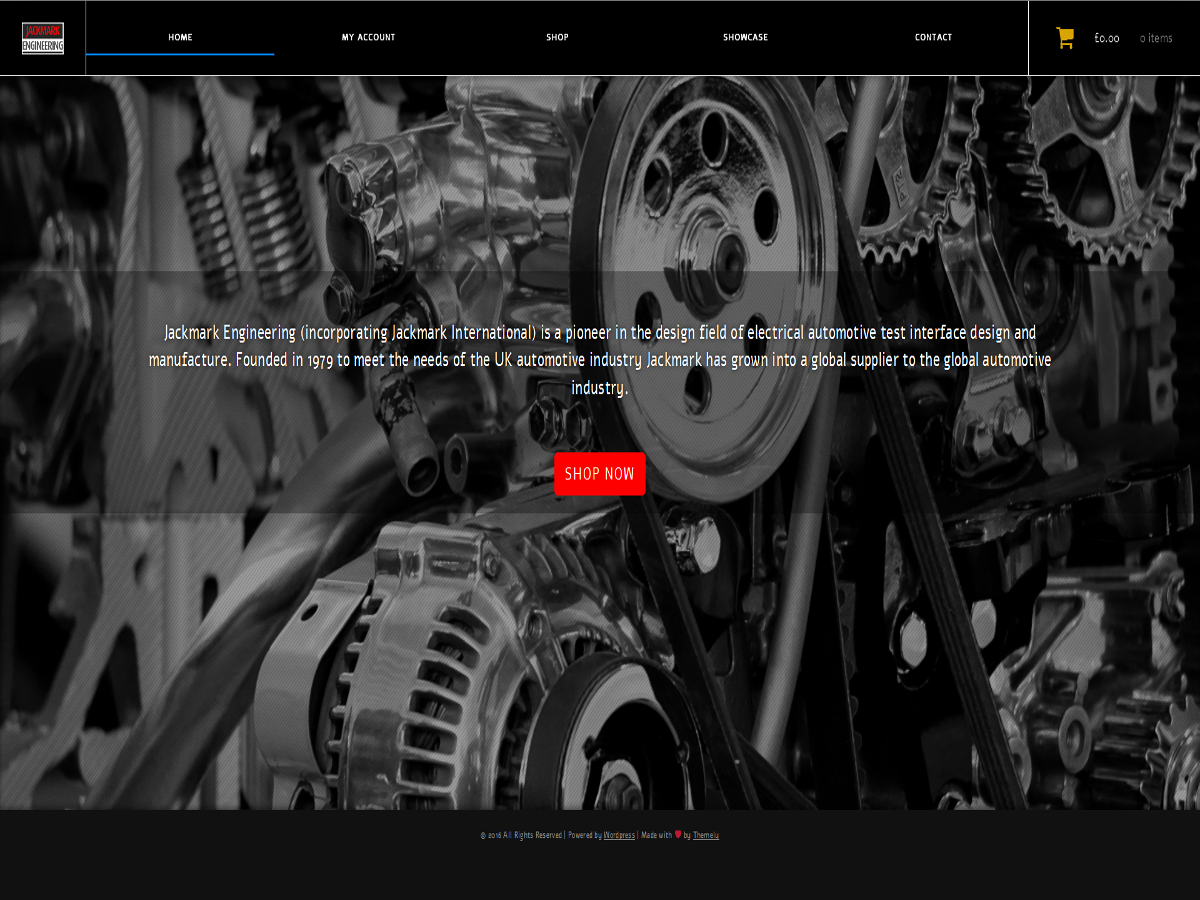 JACKMARK
ENGINEERING
HOME
MY ACCOUNT
SHOP
SHOWCASE
CONTACT
£0.00
0 items
Jackmark Engineering (incorporating Jackmark International) is a pioneer in the design field of electrical automotive test interface design and
manufacture. Founded in 1979 to meet the needs of the UK automotive industry Jackmark has grown into a global supplier to the global automotive
industry.
SHOP NOW
© 2016 All Rights Reserved | Powered by Wordpress | Made with ♥ by Themely